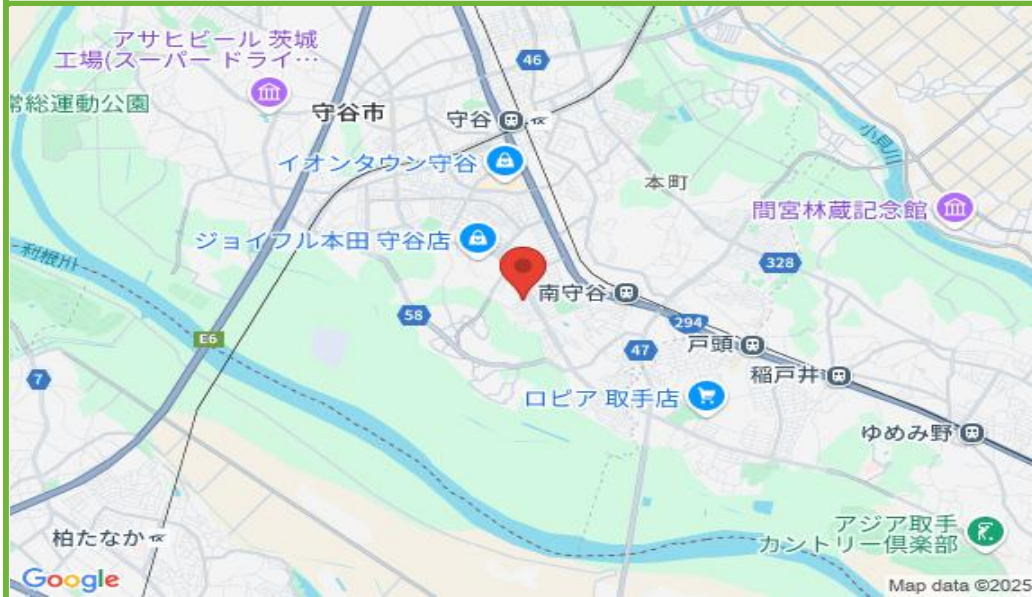 アサヒビール 茨城
工場(スーパー ドライ…
常総運動公園
守谷市
46
守谷
イオンタウン守谷
本町
小貝川
間宮林蔵記念館
ジョイフル本田 守谷店
328
利根川
南守谷
58
294
E6
47
戸頭
7
稲戸井
ロピア 取手店
ゆめみ野
柏たなか
アジア取手
カントリー倶楽部
Google
Map data ©2025